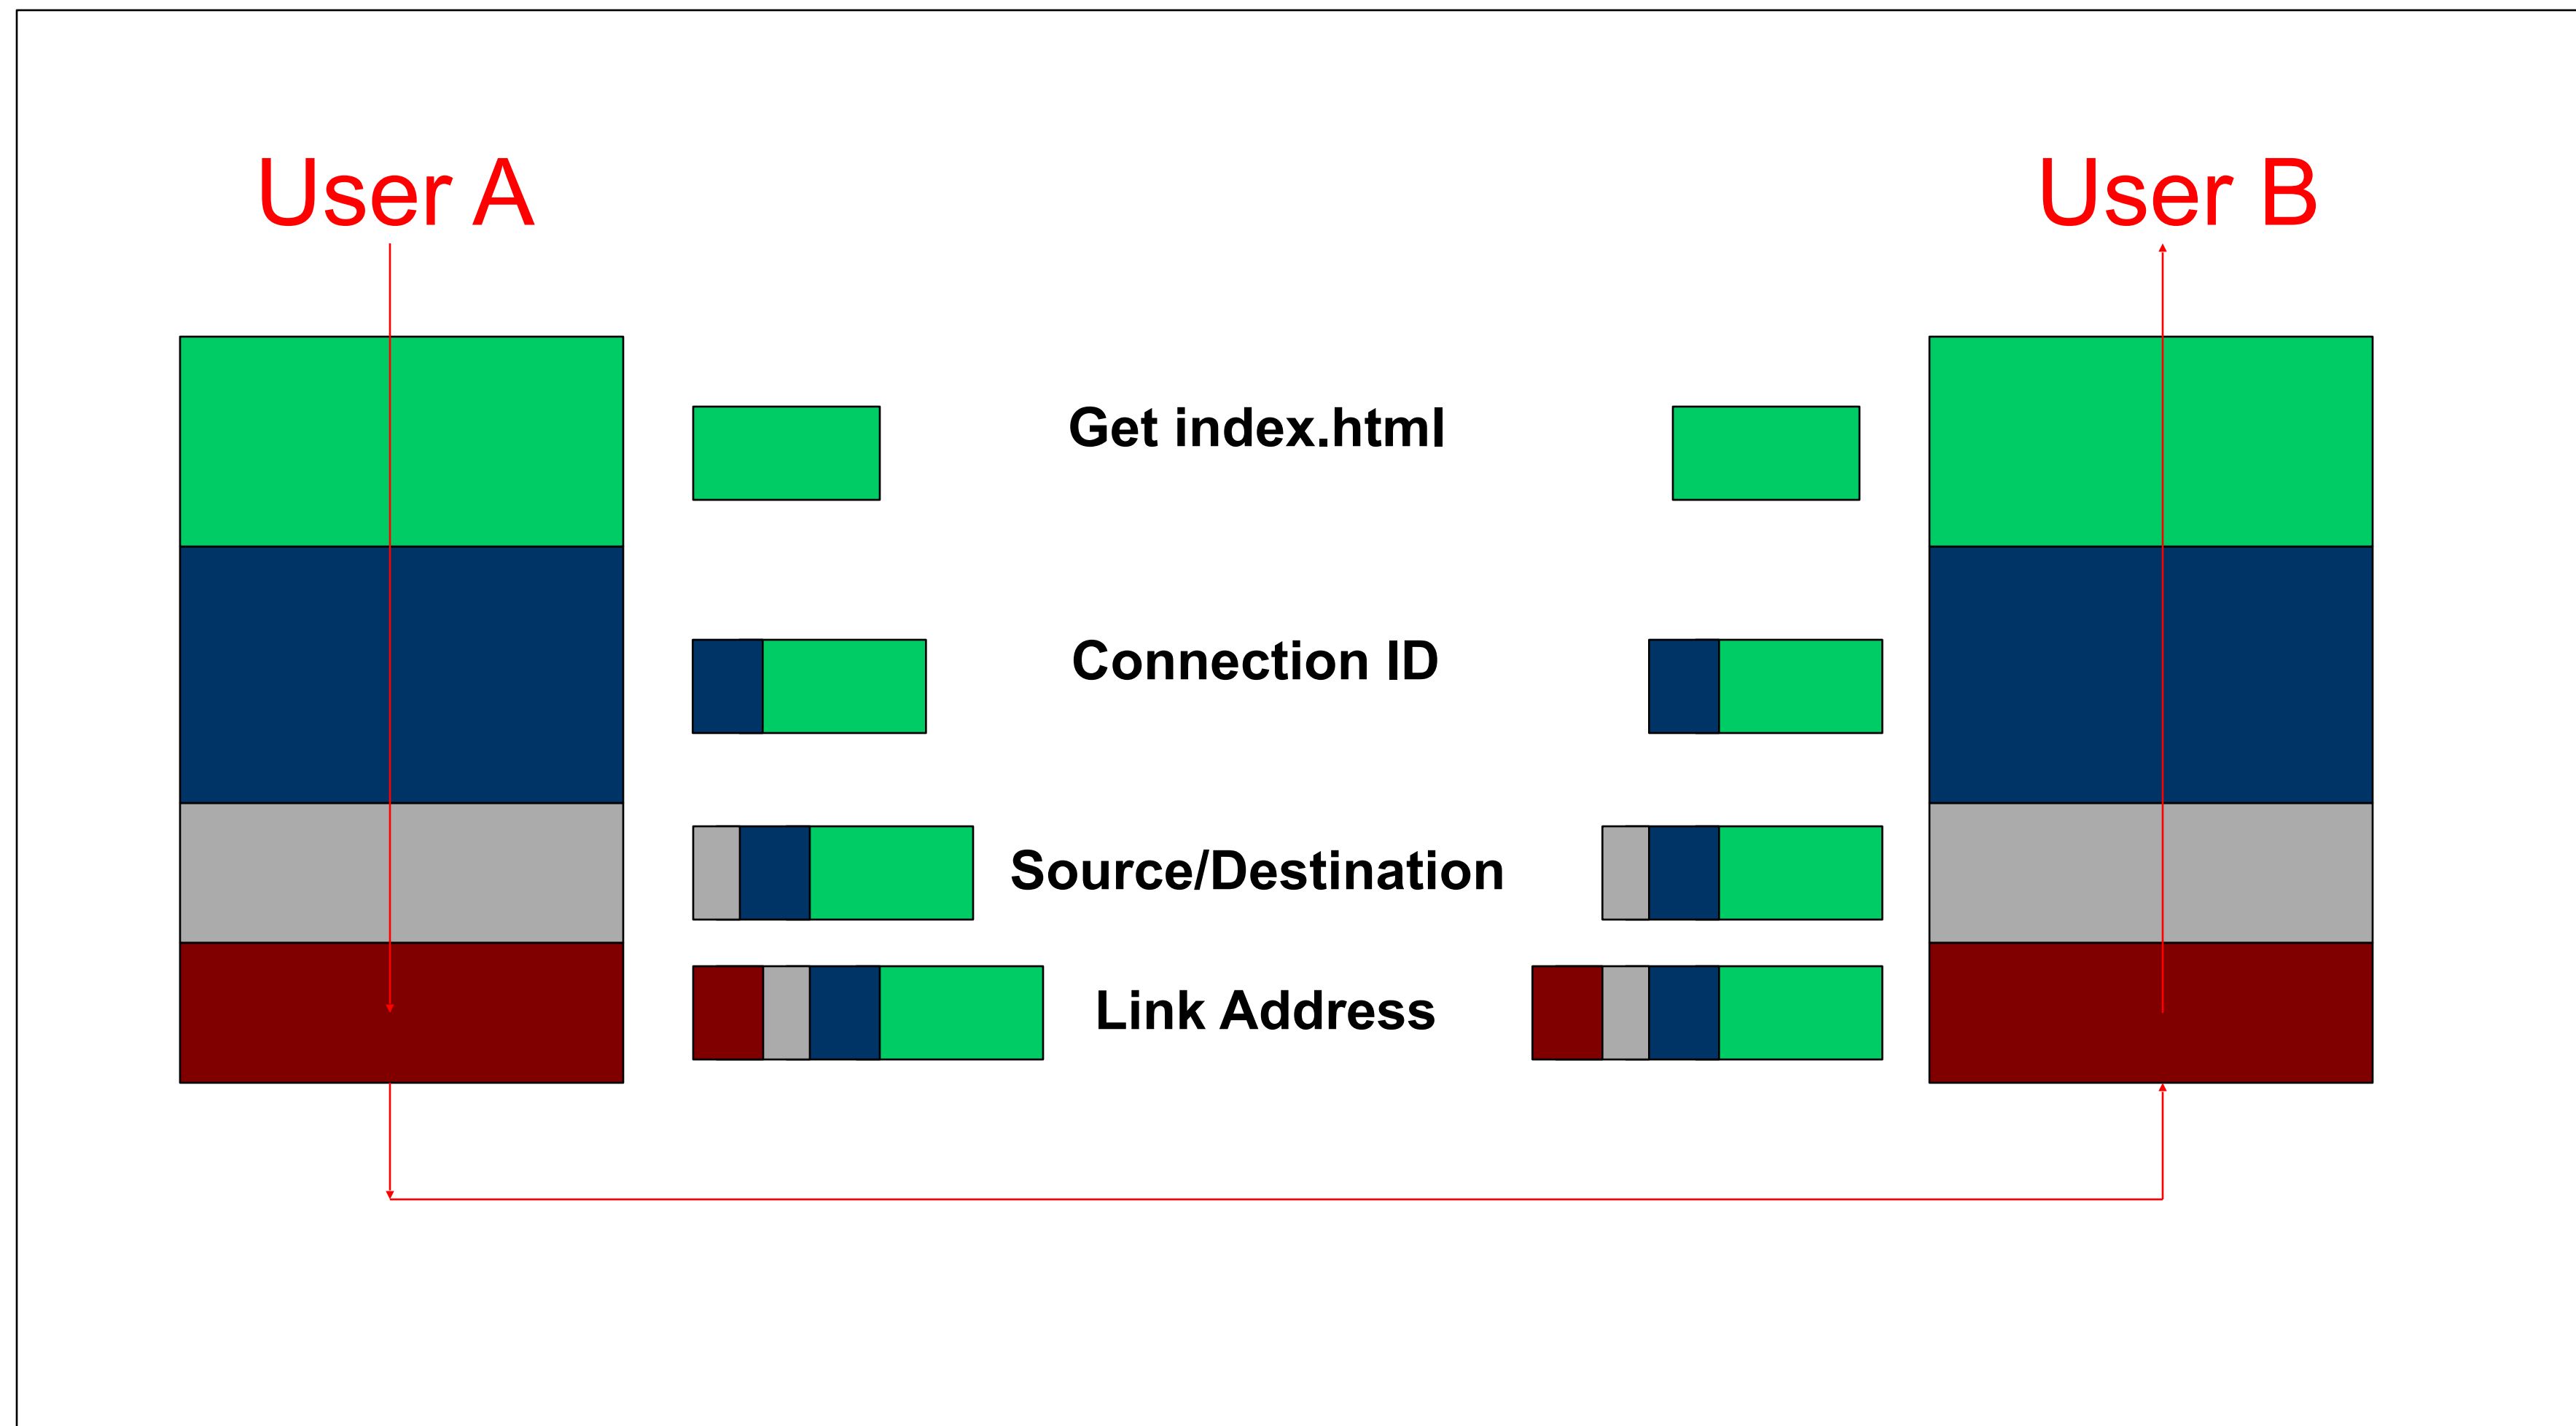 User A
User B
Get index.html
Connection ID
Source/Destination
Link Address